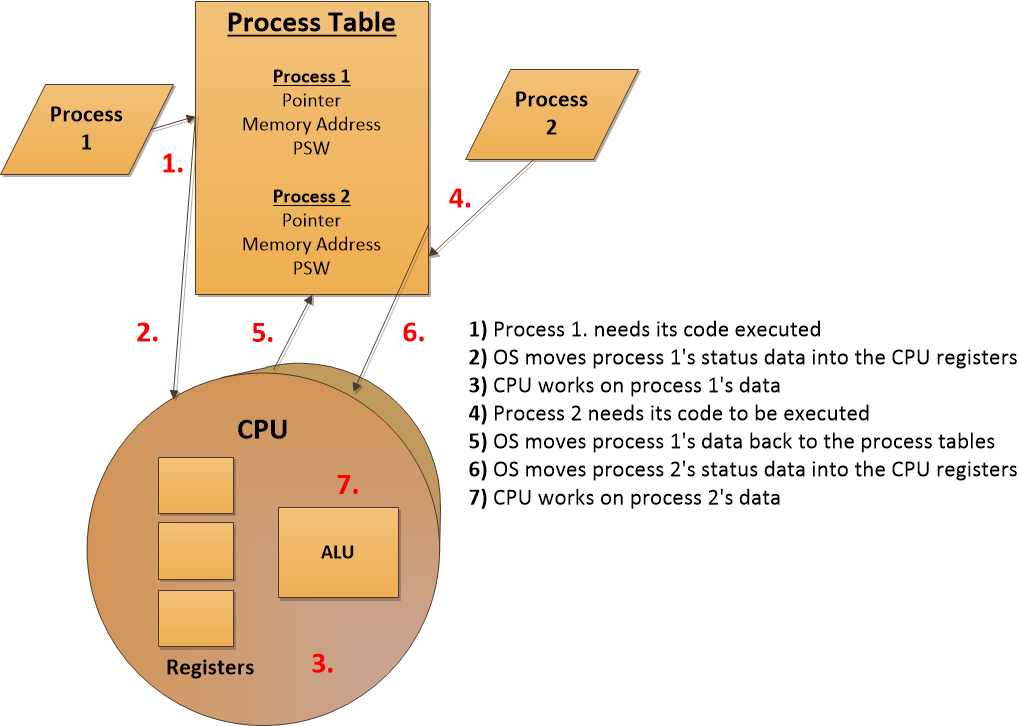 Process Table
Process 1
Pointer
Memory Address
PSW
Process 2
Pointer
Memory Address
PSW
Process
1
Process
2
1.
2.
4.
5.
6.
CPU
7.
ALU
Registers
3.
1) Process 1. needs its code executed
2) OS moves process 1's status data into the CPU registers
3) CPU works on process 1's data
4) Process 2 needs its code to be executed
5) OS moves process 1's data back to the process tables
6) OS moves process 2's status data into the CPU registers
7) CPU works on process 2's data